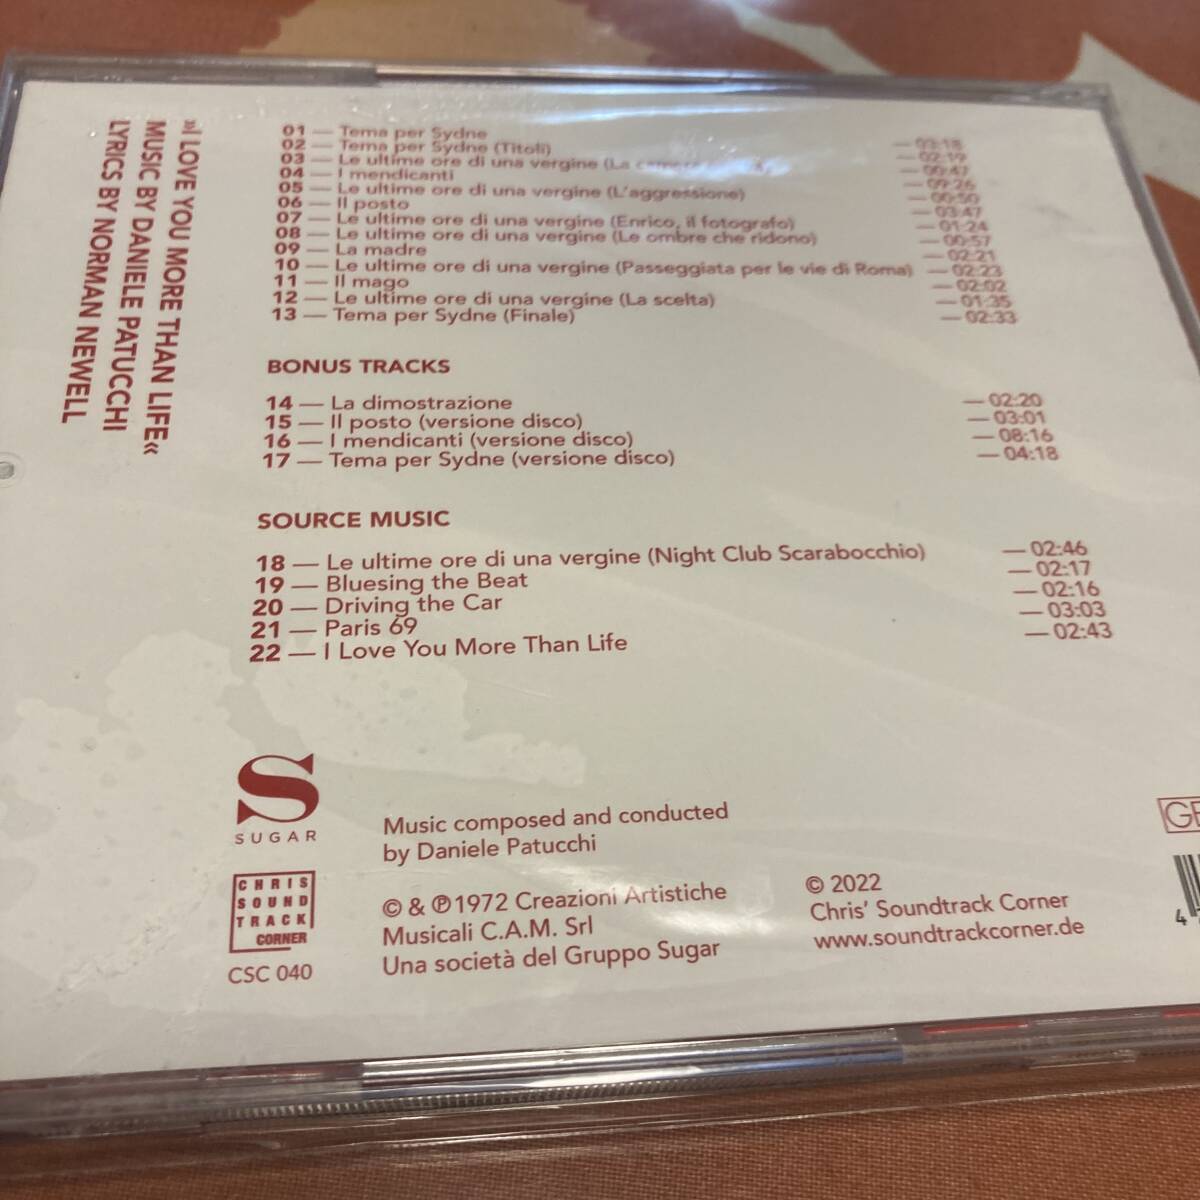 »I LOVE YOU MORE THAN LIFE«
MUSIC BY DANIELE PATUCCHI
LYRICS BY NORMAN NEWELL
01 — Tema per Sydne — 03:18
02 — Tema per Sydne (Titoli) — 02:19
03 — Le ultime ore di una vergine (La — 00:47
04 — I mendicanti — 09:26
05 — Le ultime ore di una vergine (L'aggressione) — 00:50
06 — Il posto — 03:47
07 — Le ultime ore di una vergine (Enrico, il fotografo) — 01:24
08 — Le ultime ore di una vergine (Le ombre che ridono) — 00:57
09 — La madre — 02:21
10 — Le ultime ore di una vergine (Passeggiata per le vie di Roma) — 02:23
11 — Il mago — 02:02
12 — Le ultime ore di una vergine (La scelta) — 01:35
13 — Tema per Sydne (Finale) — 02:33
BONUS TRACKS
14 — La dimostrazione — 02:20
15 — Il posto (versione disco) — 03:01
16 — I mendicanti (versione disco) — 08:16
17 — Tema per Sydne (versione disco) — 04:18
SOURCE MUSIC
18 — Le ultime ore di una vergine (Night Club Scarabocchio) — 02:46
19 — Bluesing the Beat — 02:17
20 — Driving the Car — 02:16
21 — Paris 69 — 03:03
22 — I Love You More Than Life — 02:43
S
SUGAR
CHRIS
SOUND
TRACK
CORNER
CSC 040
Music composed and conducted
by Daniele Patucchi
© & ℗ 1972 Creazioni Artistiche
Musicali C.A.M. Srl
Una società del Gruppo Sugar
© 2022
Chris' Soundtrack Corner
www.soundtrackcorner.de
4